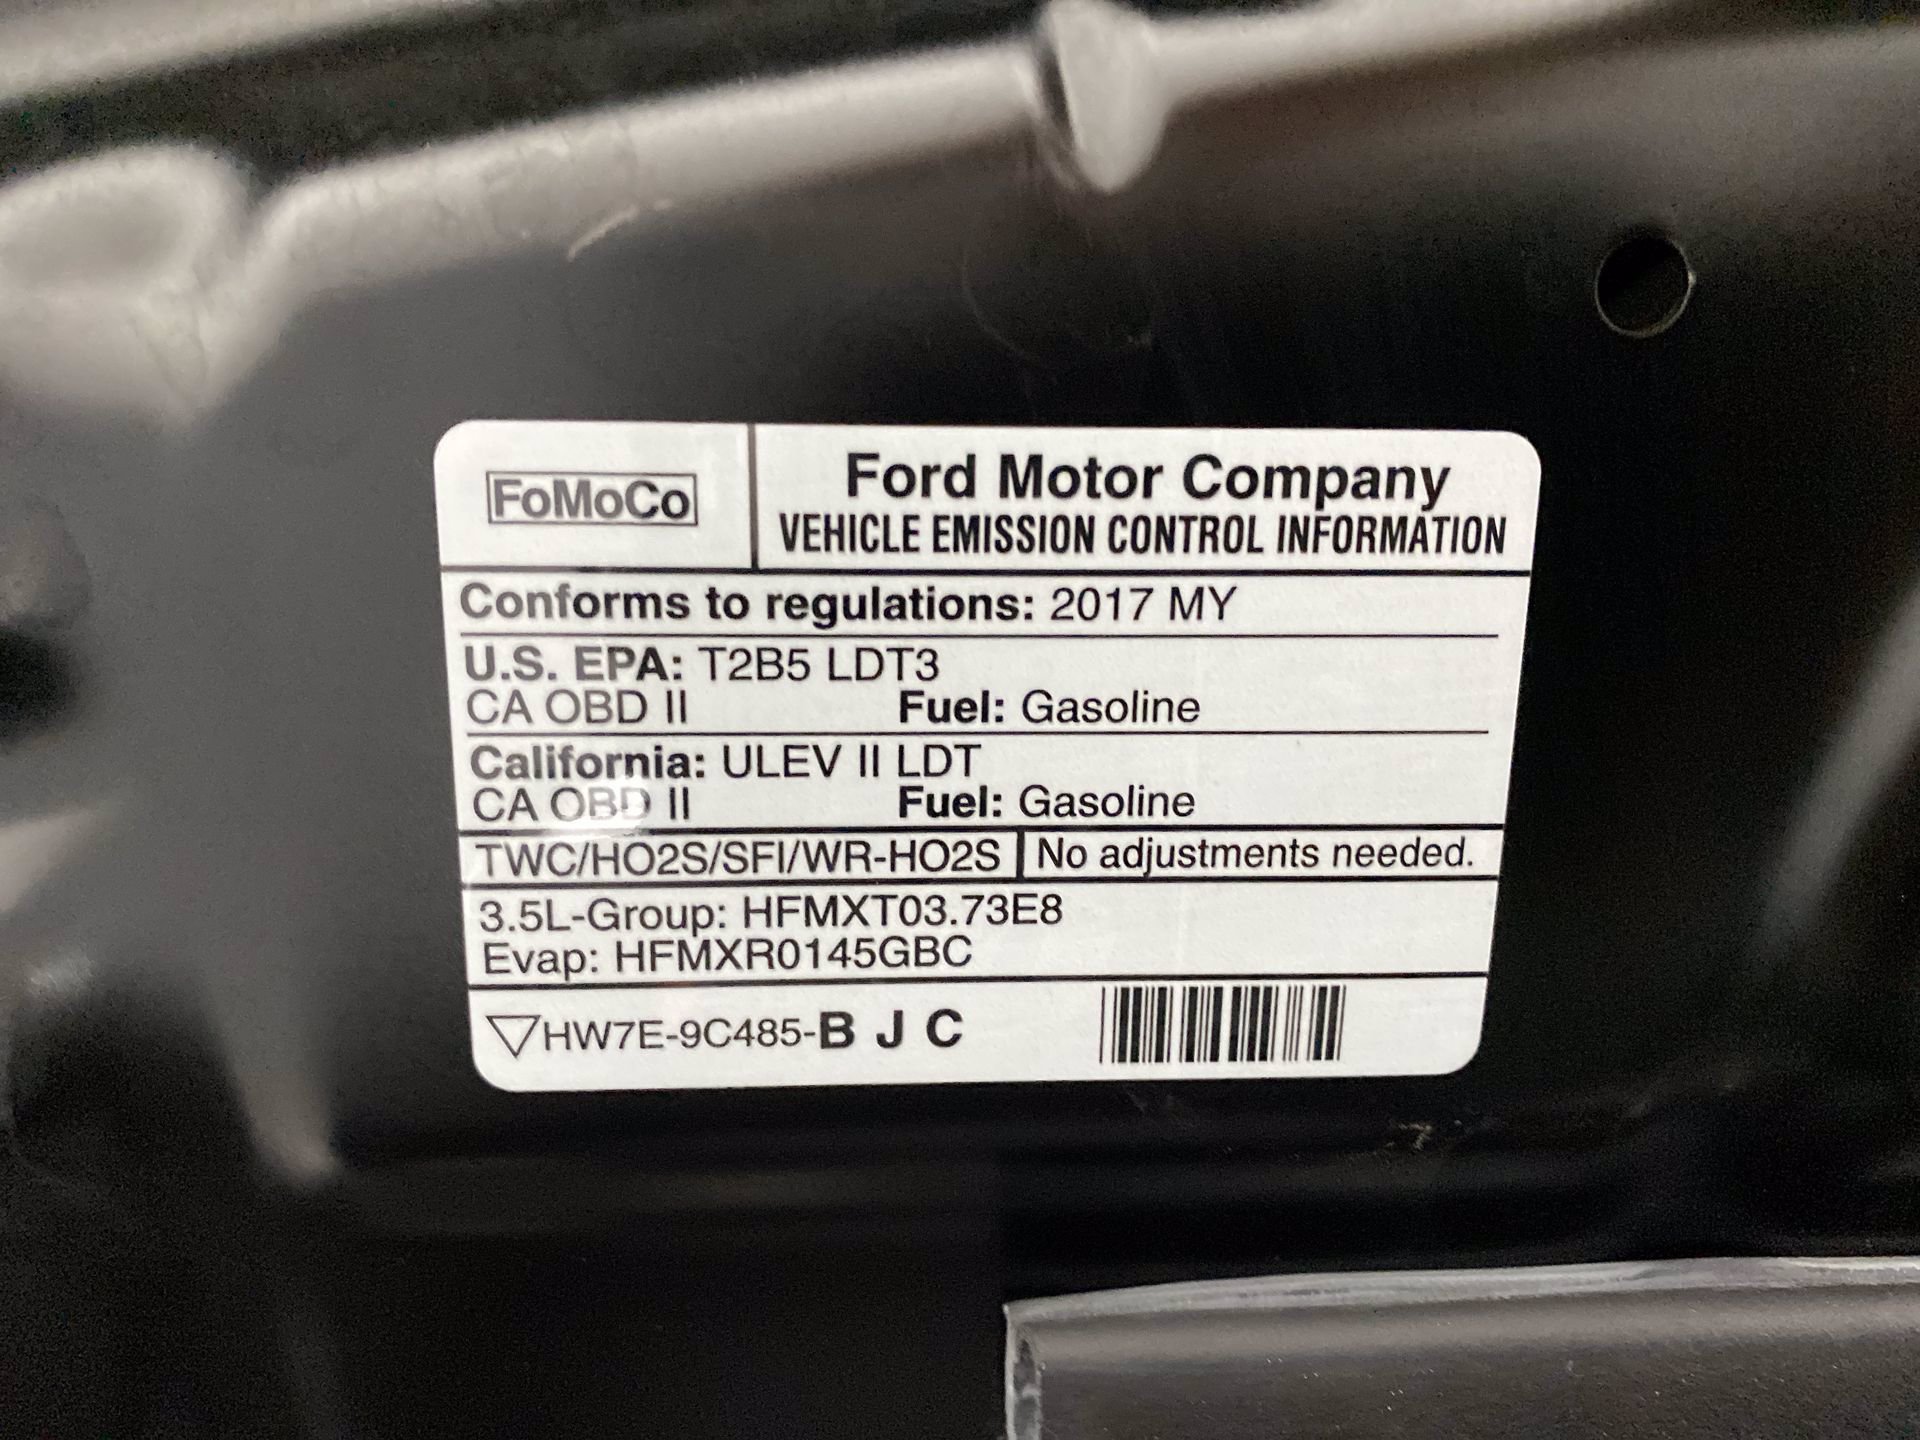 FoMoCo
Ford Motor Company
VEHICLE EMISSION CONTROL INFORMATION
Conforms to regulations: 2017 MY
U.S. EPA: T2B5 LDT3
CA OBD II Fuel: Gasoline
California: ULEV II LDT
CA OBD II Fuel: Gasoline
TWC/HO2S/SFI/WR-HO2S No adjustments needed.
3.5L-Group: HFMXT03.73E8
Evap: HFMXR0145GBC
HW7E-9C485-B J C